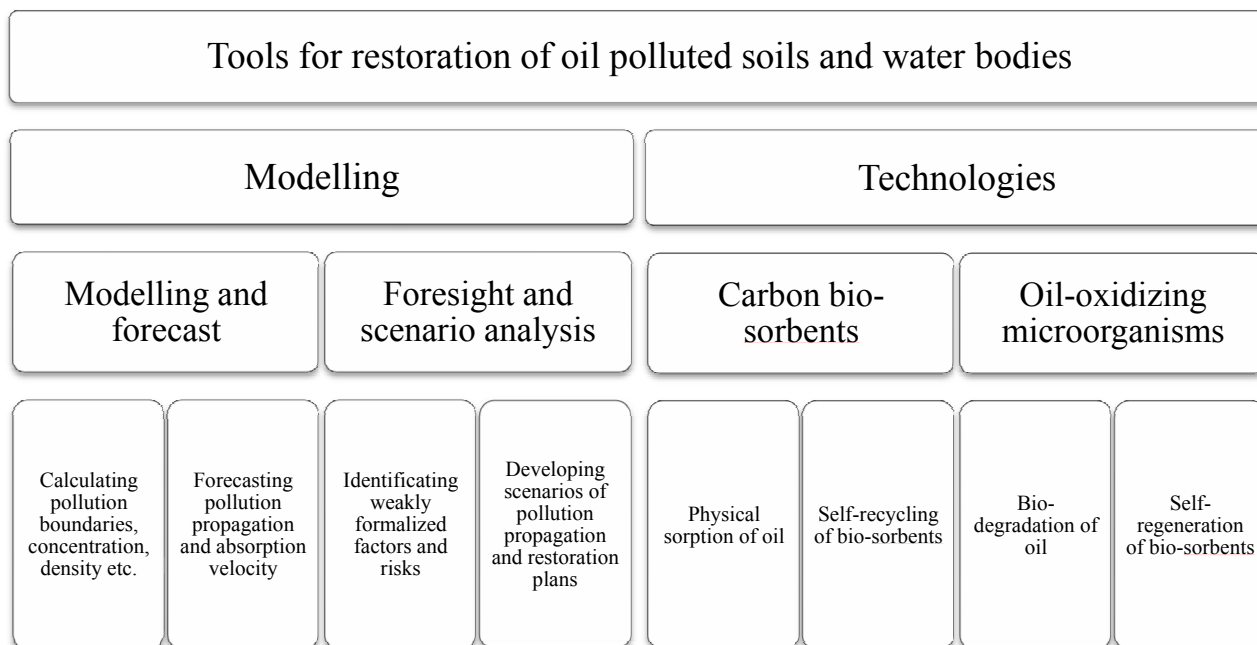 Tools for restoration of oil polluted soils and water bodies
Modelling
Technologies
Modelling and
forecast
Foresight and
scenario analysis
Carbon bio-
sorbents
Oil-oxidizing
microorganisms
Calculating
pollution
boundaries,
concentration,
density etc.
Forecasting
pollution
propagation
and absorption
velocity
Identificating
weakly
formalized
factors and
risks
Developing
scenarios of
pollution
propagation
and restoration
plans
Physical
sorption of oil
Self-recycling
of bio-sorbents
Bio-
degradation of
oil
Self-
regeneration
of bio-sorbents